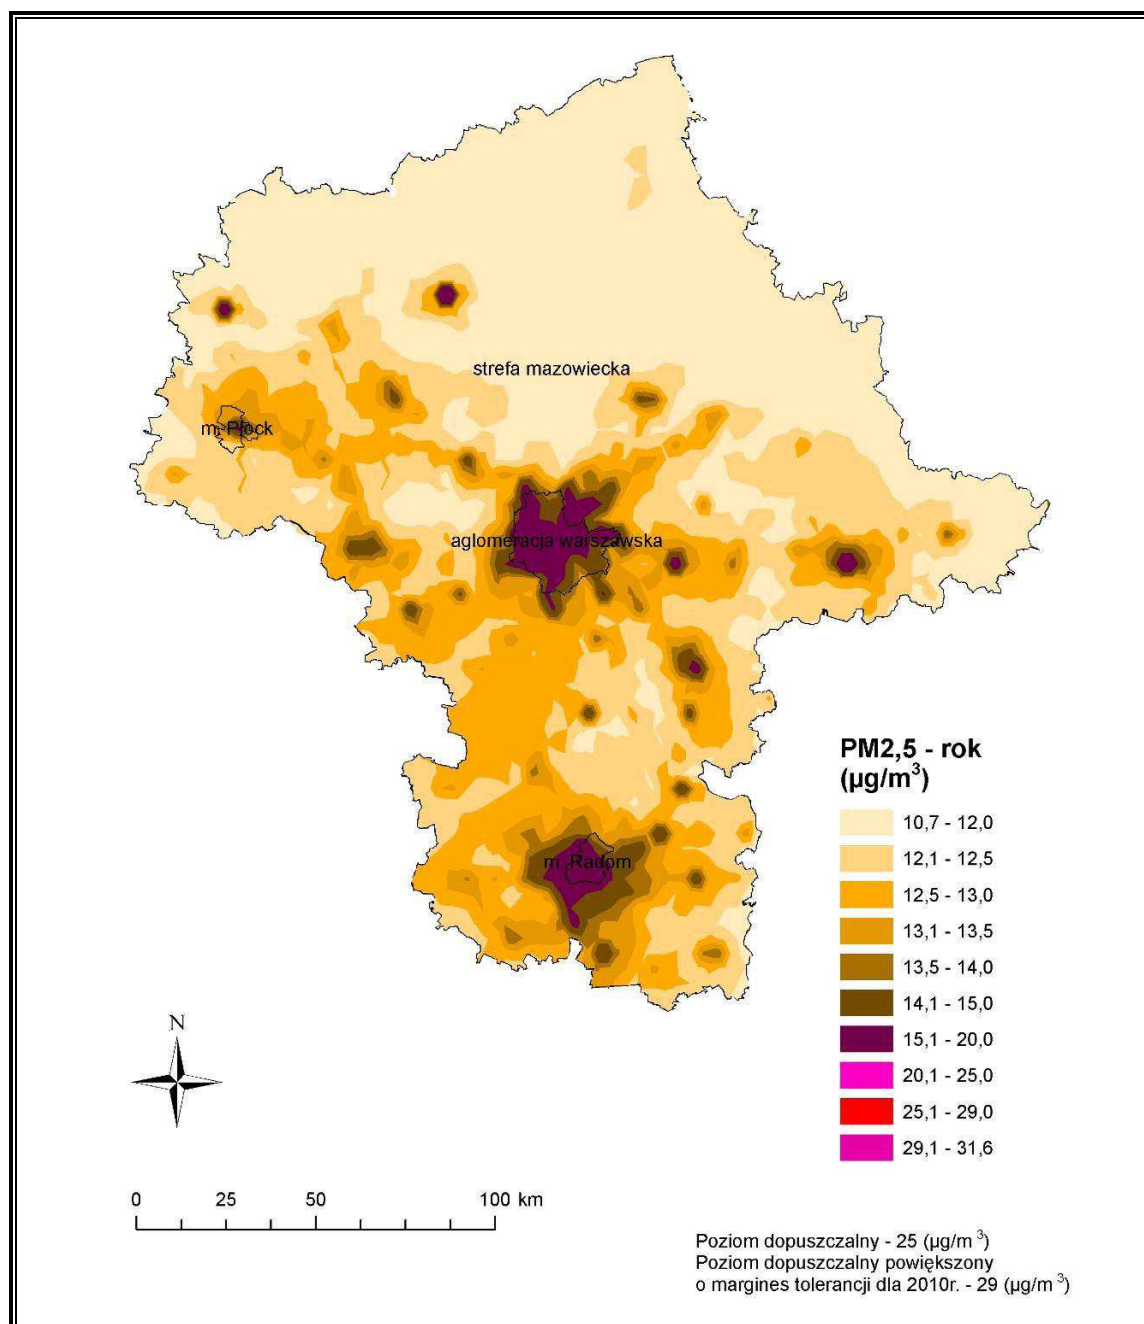 strefa mazowiecka
m. Płock
aglomeracja warszawska
m. Radom
PM2,5 - rok
(µg/m³)
10,7 - 12,0
12,1 - 12,5
12,5 - 13,0
13,1 - 13,5
13,5 - 14,0
14,1 - 15,0
15,1 - 20,0
20,1 - 25,0
25,1 - 29,0
29,1 - 31,6
N
0 25 50 100 km
Poziom dopuszczalny - 25 (µg/m ³)
Poziom dopuszczalny powiększony
o margines tolerancji dla 2010r. - 29 (µg/m ³)